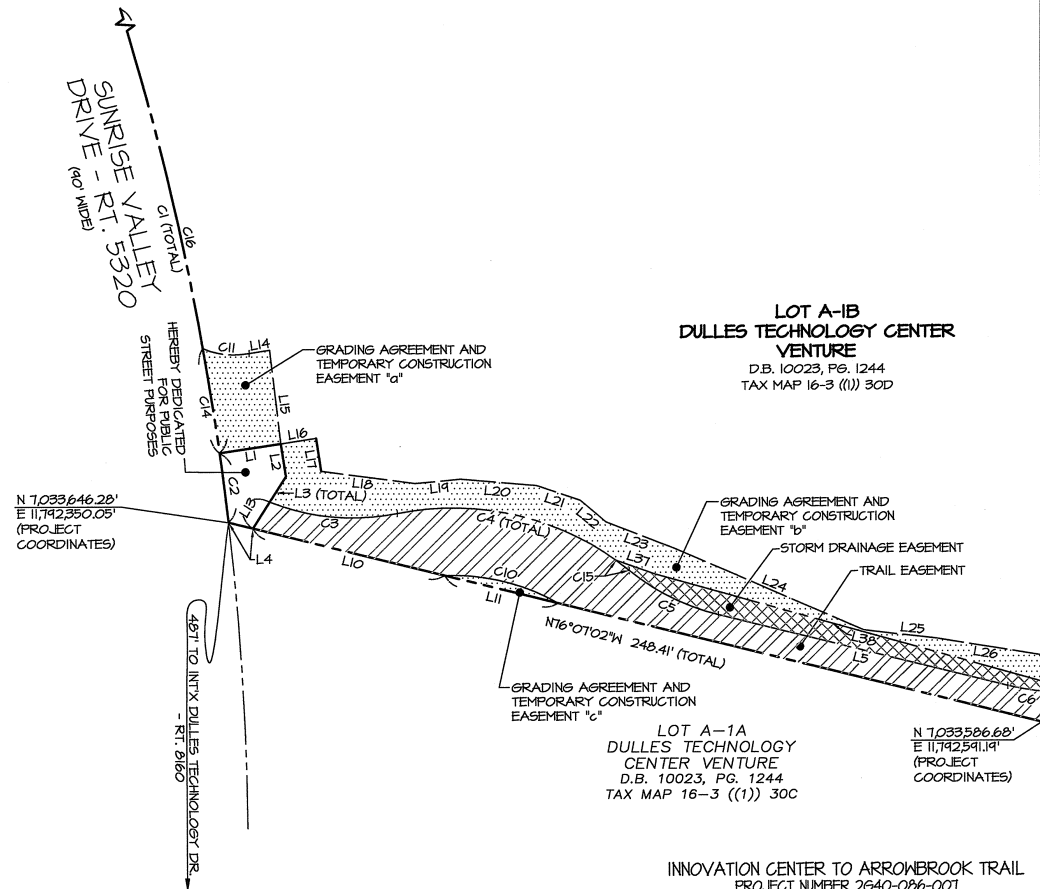 SUNRISE VALLEY
DRIVE - RT. 5320
(90' WIDE)
C1 (TOTAL)
C16
HEREBY DEDICATED
FOR PUBLIC
STREET PURPOSES
C11
L14
C14
L15
GRADING AGREEMENT AND
TEMPORARY CONSTRUCTION
EASEMENT "a"
LOT A-1B
DULLES TECHNOLOGY CENTER
VENTURE
D.B. 10023, PG. 1244
TAX MAP 16-3 ((1)) 30D
L1
L2
L16
L17
C2
L13
L3 (TOTAL)
L4
N 7,033,646.28'
E 11,792,350.05'
(PROJECT
COORDINATES)
L18
L19
L20
L21
L22
L23
L24
L25
L26
C3
C4 (TOTAL)
L37
C15
C5
L38
L5
C6
L10
C10
L11
GRADING AGREEMENT AND
TEMPORARY CONSTRUCTION
EASEMENT "b"
STORM DRAINAGE EASEMENT
TRAIL EASEMENT
N76°07'02"W 248.41' (TOTAL)
GRADING AGREEMENT AND
TEMPORARY CONSTRUCTION
EASEMENT "c"
487' TO INT'X DULLES TECHNOLOGY DR.
- RT. 8160
LOT A-1A
DULLES TECHNOLOGY
CENTER VENTURE
D.B. 10023, PG. 1244
TAX MAP 16-3 ((1)) 30C
N 7,033,586.68'
E 11,792,591.19'
(PROJECT
COORDINATES)
INNOVATION CENTER TO ARROWBROOK TRAIL
PROJECT NUMBER 2G40-086-007